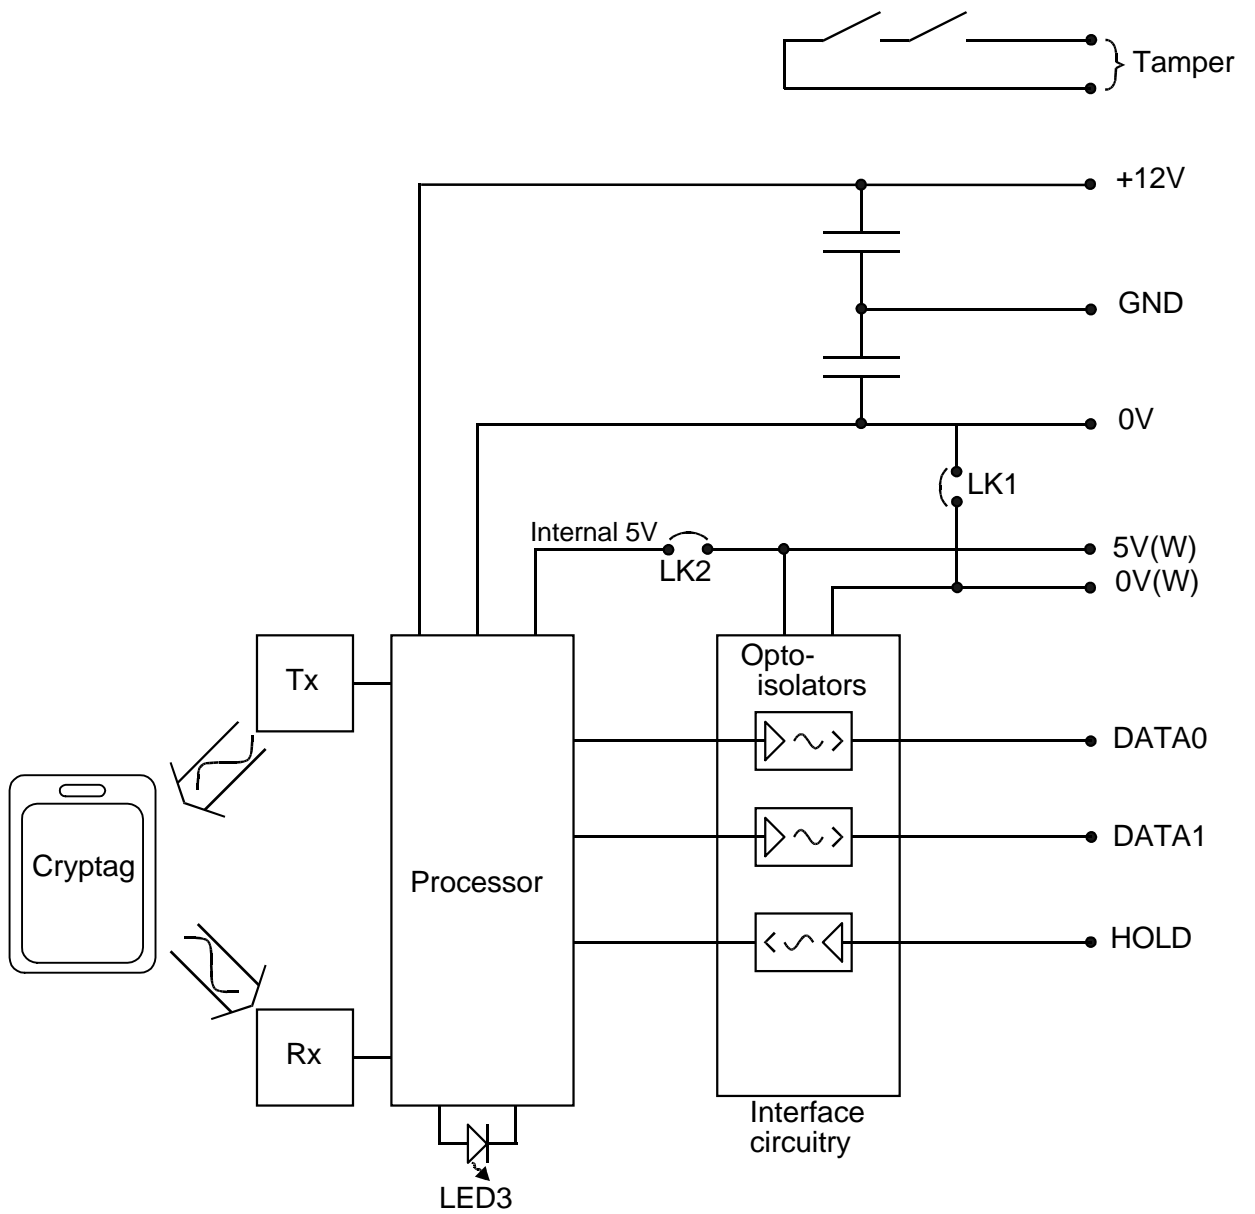 Tamper
+12V
GND
0V
LK1
Internal 5V
LK2
5V(W)
0V(W)
Tx
Opto-
isolators
DATA0
DATA1
Cryptag
Processor
HOLD
Rx
Interface
circuitry
LED3